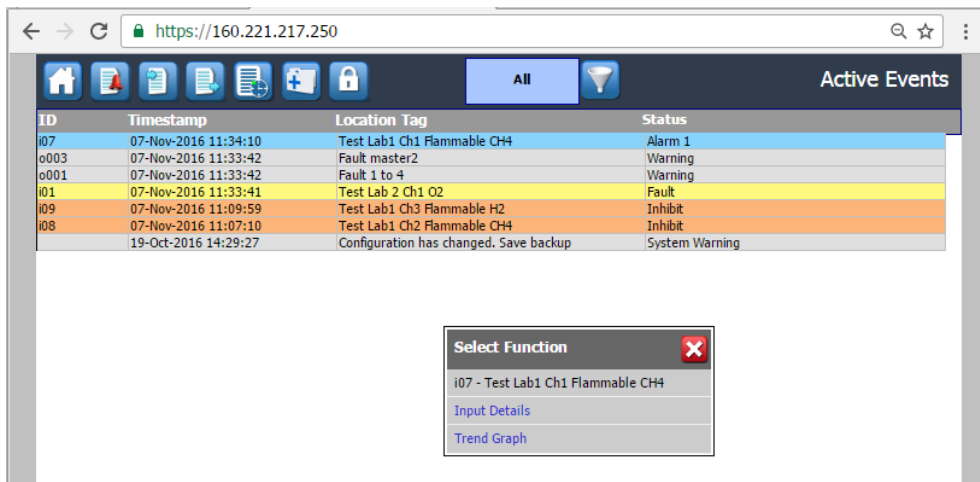 https://160.221.217.250
All
Active Events
ID Timestamp Location Tag Status
i07 07-Nov-2016 11:34:10 Test Lab1 Ch1 Flammable CH4 Alarm 1
o003 07-Nov-2016 11:33:42 Fault master2 Warning
o001 07-Nov-2016 11:33:42 Fault 1 to 4 Warning
i01 07-Nov-2016 11:33:41 Test Lab 2 Ch1 O2 Fault
i09 07-Nov-2016 11:09:59 Test Lab1 Ch3 Flammable H2 Inhibit
i08 07-Nov-2016 11:07:10 Test Lab1 Ch2 Flammable CH4 Inhibit
19-Oct-2016 14:29:27 Configuration has changed. Save backup System Warning
Select Function
i07 - Test Lab1 Ch1 Flammable CH4
Input Details
Trend Graph